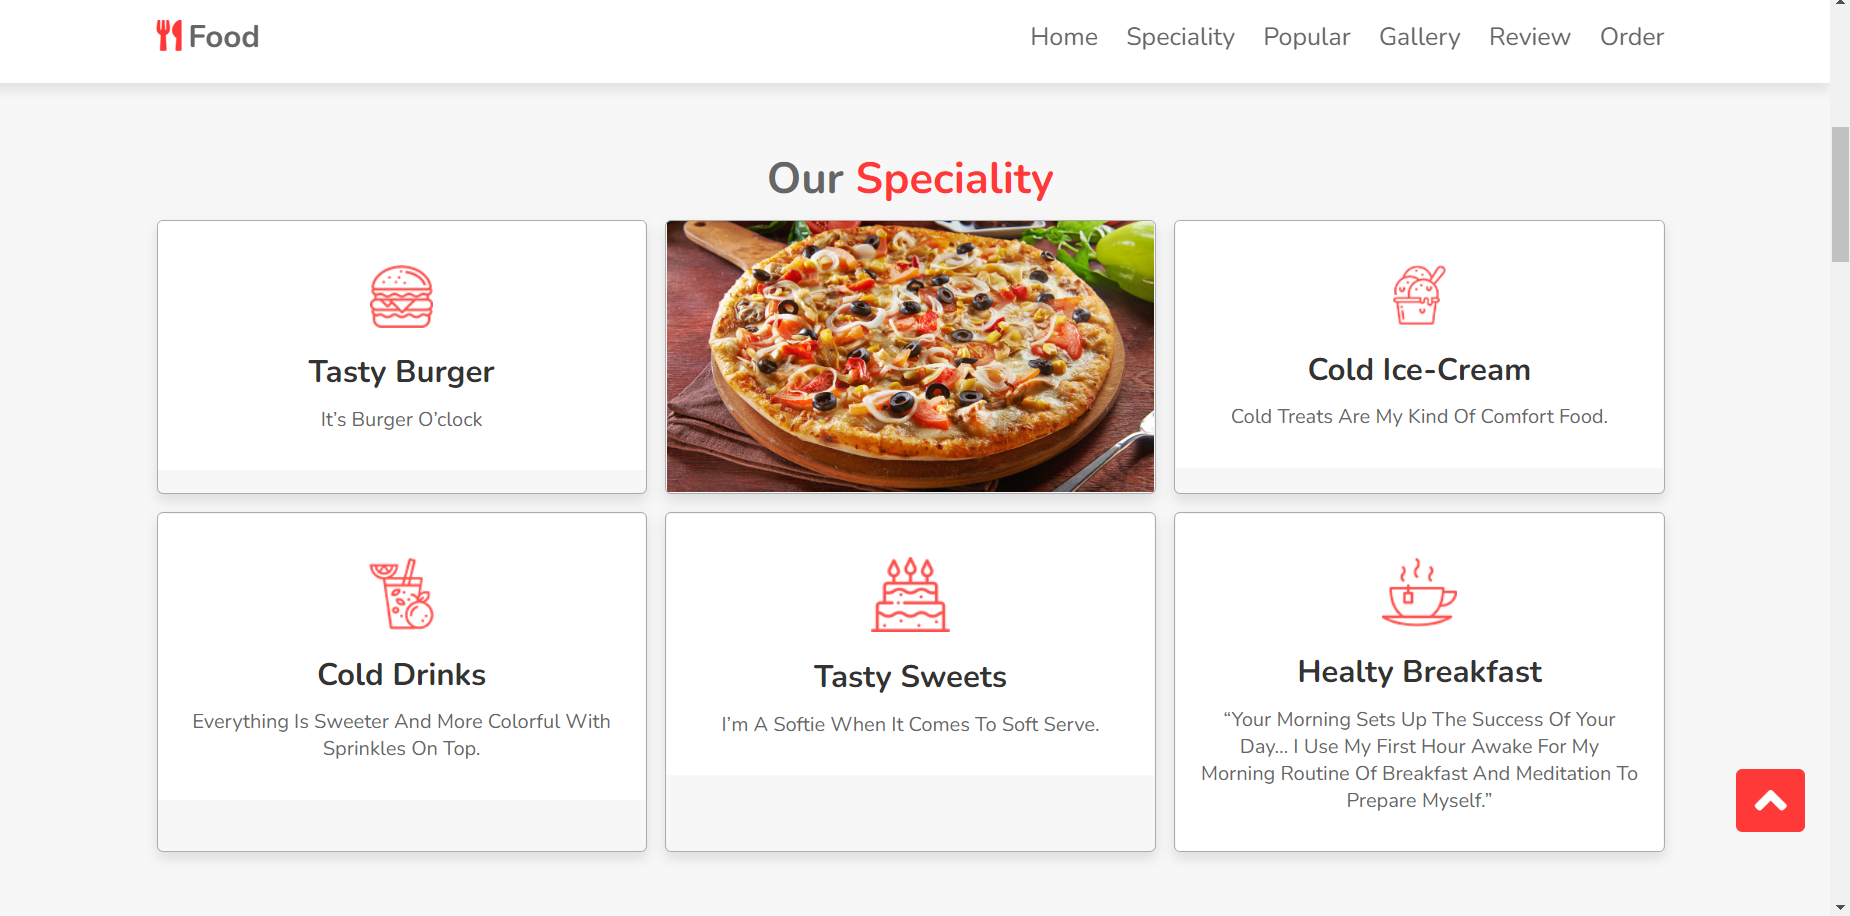 Food
Home Speciality Popular Gallery Review Order
Our Speciality
Tasty Burger
It’s Burger O’clock
Cold Ice-Cream
Cold Treats Are My Kind Of Comfort Food.
Cold Drinks
Everything Is Sweeter And More Colorful With
Sprinkles On Top.
Tasty Sweets
I’m A Softie When It Comes To Soft Serve.
Healty Breakfast
“Your Morning Sets Up The Success Of Your
Day... I Use My First Hour Awake For My
Morning Routine Of Breakfast And Meditation To
Prepare Myself.”